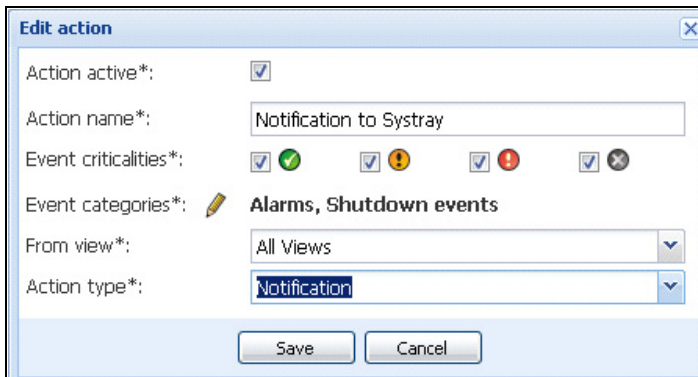 Edit action
Action active*:
Action name*: Notification to Systray
Event criticalities*:
Event categories*: Alarms, Shutdown events
From view*: All Views
Action type*: Notification
Save Cancel